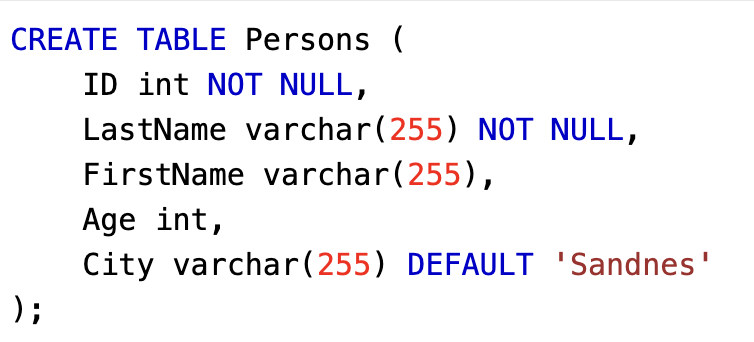 CREATE TABLE Persons (
    ID int NOT NULL,
    LastName varchar(255) NOT NULL,
    FirstName varchar(255),
    Age int,
    City varchar(255) DEFAULT 'Sandnes'
);